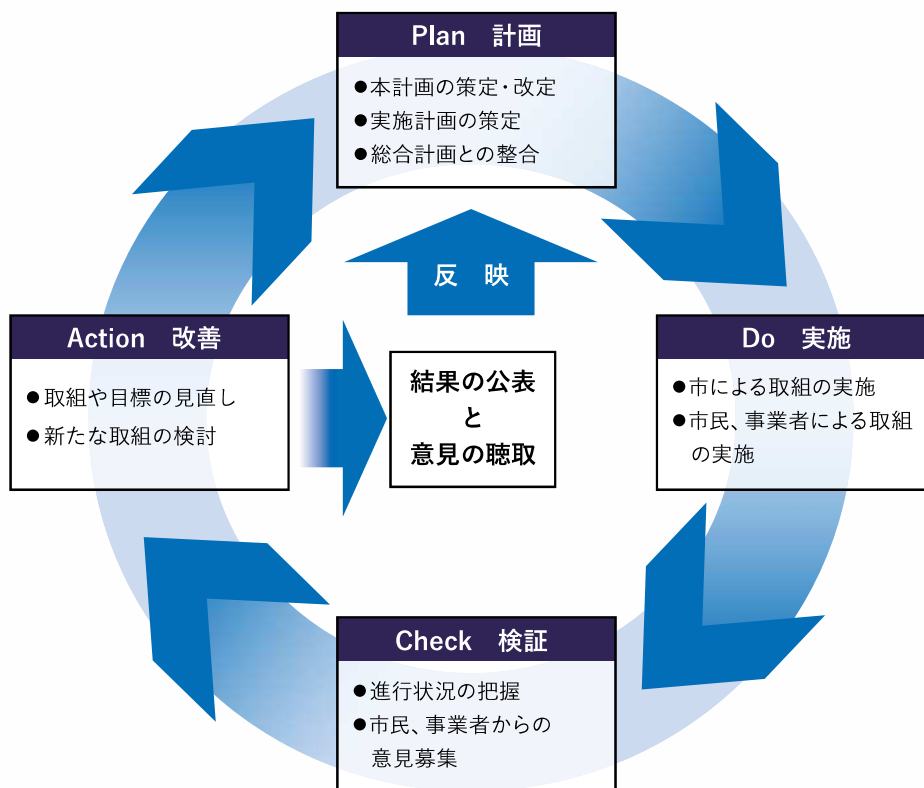 Plan 計画
●本計画の策定・改定
●実施計画の策定
●総合計画との整合
反 映
Action 改善
●取組や目標の見直し
●新たな取組の検討
結果の公表
と
意見の聴取
Do 実施
●市による取組の実施
●市民、事業者による取組
の実施
Check 検証
●進行状況の把握
●市民、事業者からの
意見募集